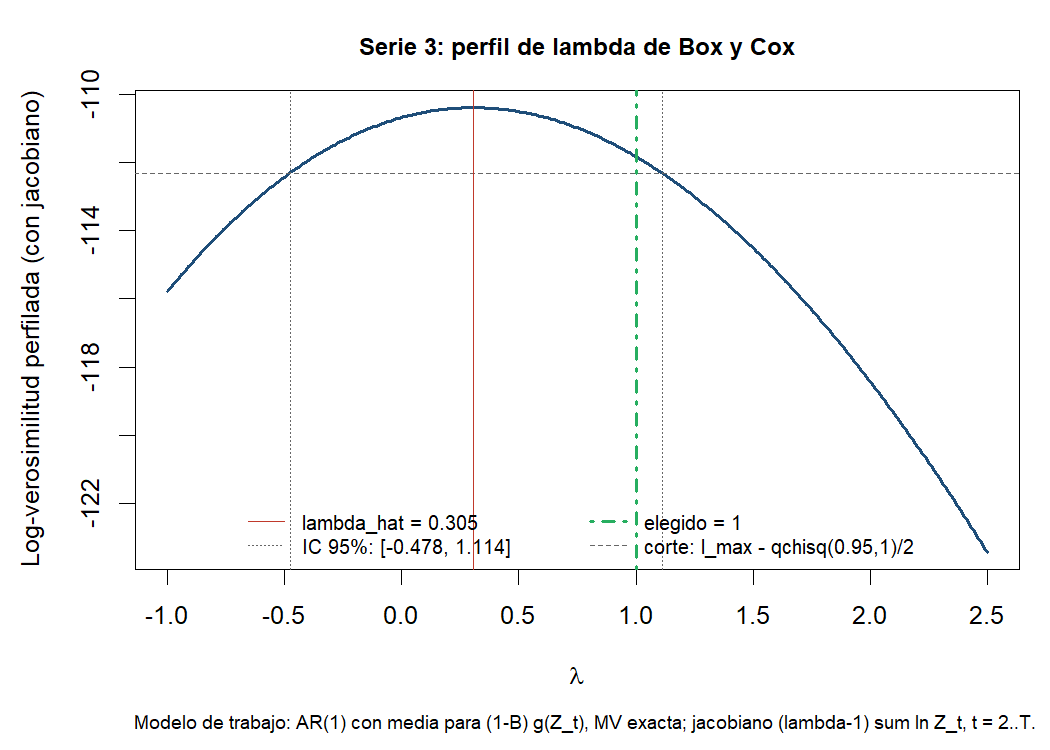 Serie 3: perfil de lambda de Box y Cox
Log-verosimilitud perfilada (con jacobiano)
-110
-114
-118
-122
lambda_hat = 0.305
IC 95%: [-0.478, 1.114]
elegido = 1
corte: l_max - qchisq(0.95,1)/2
-1.0 -0.5 0.0 0.5 1.0 1.5 2.0 2.5
λ
Modelo de trabajo: AR(1) con media para (1-B) g(Z_t), MV exacta; jacobiano (lambda-1) sum ln Z_t, t = 2..T.